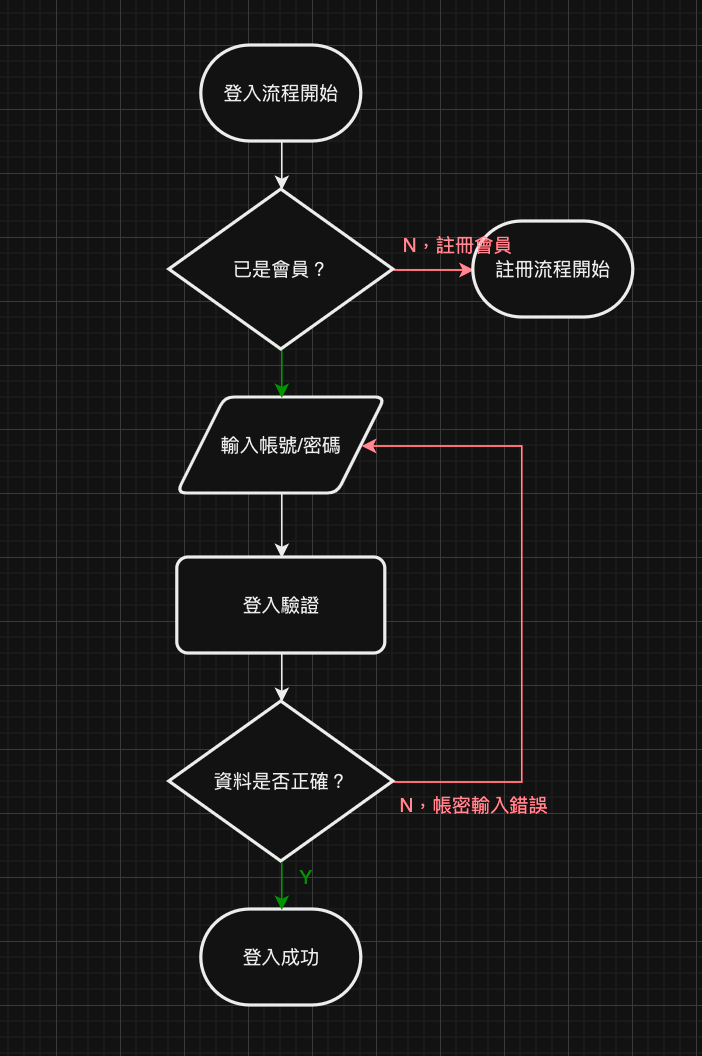 登入流程開始
N，註冊會員
已是會員？
註冊流程開始
輸入帳號/密碼
登入驗證
資料是否正確？
N，帳密輸入錯誤
Y
登入成功